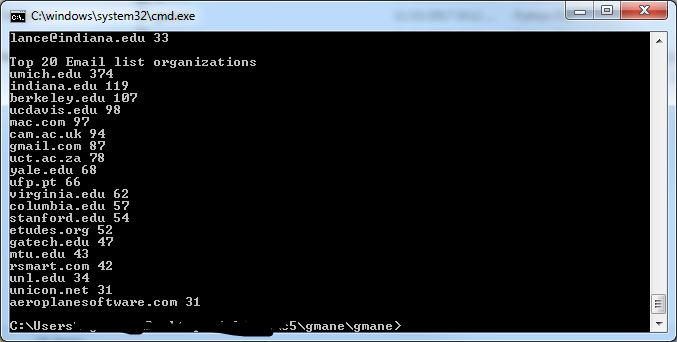 C:\windows\system32\cmd.exe
lance@indiana.edu 33
Top 20 Email list organizations
umich.edu 374
indiana.edu 119
berkeley.edu 107
ucdavis.edu 98
mac.com 97
cam.ac.uk 94
gmail.com 87
uct.ac.za 78
yale.edu 68
ufp.pt 66
virginia.edu 62
columbia.edu 57
stanford.edu 54
etudes.org 52
gatech.edu 47
mtu.edu 43
rsmart.com 42
unl.edu 34
unicon.net 31
aeroplanesoftware.com 31
C:\Users \gmane\gmane>